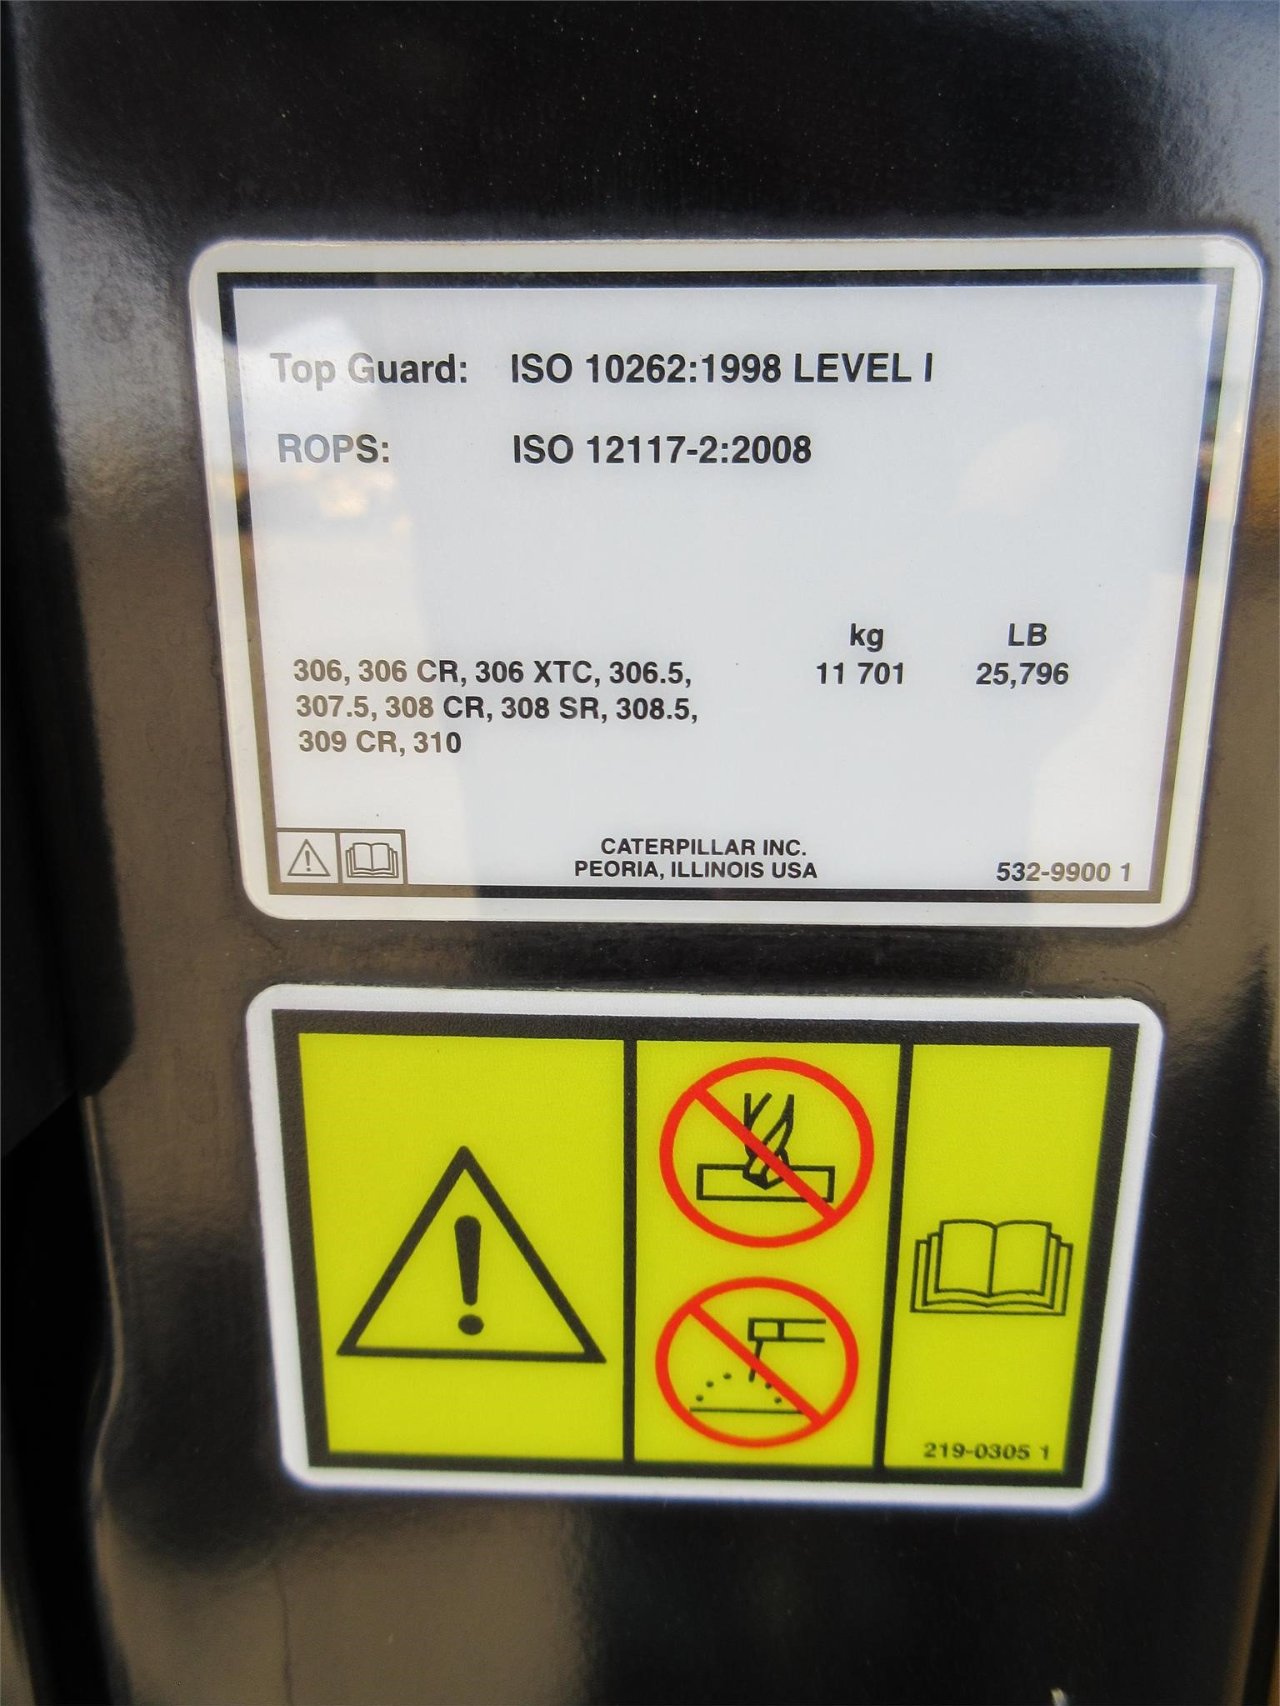 Top Guard: ISO 10262:1998 LEVEL I
ROPS: ISO 12117-2:2008
kg LB
306, 306 CR, 306 XTC, 306.5, 11 701 25,796
307.5, 308 CR, 308 SR, 308.5,
309 CR, 310
CATERPILLAR INC.
PEORIA, ILLINOIS USA 532-9900 1
219-0305 1